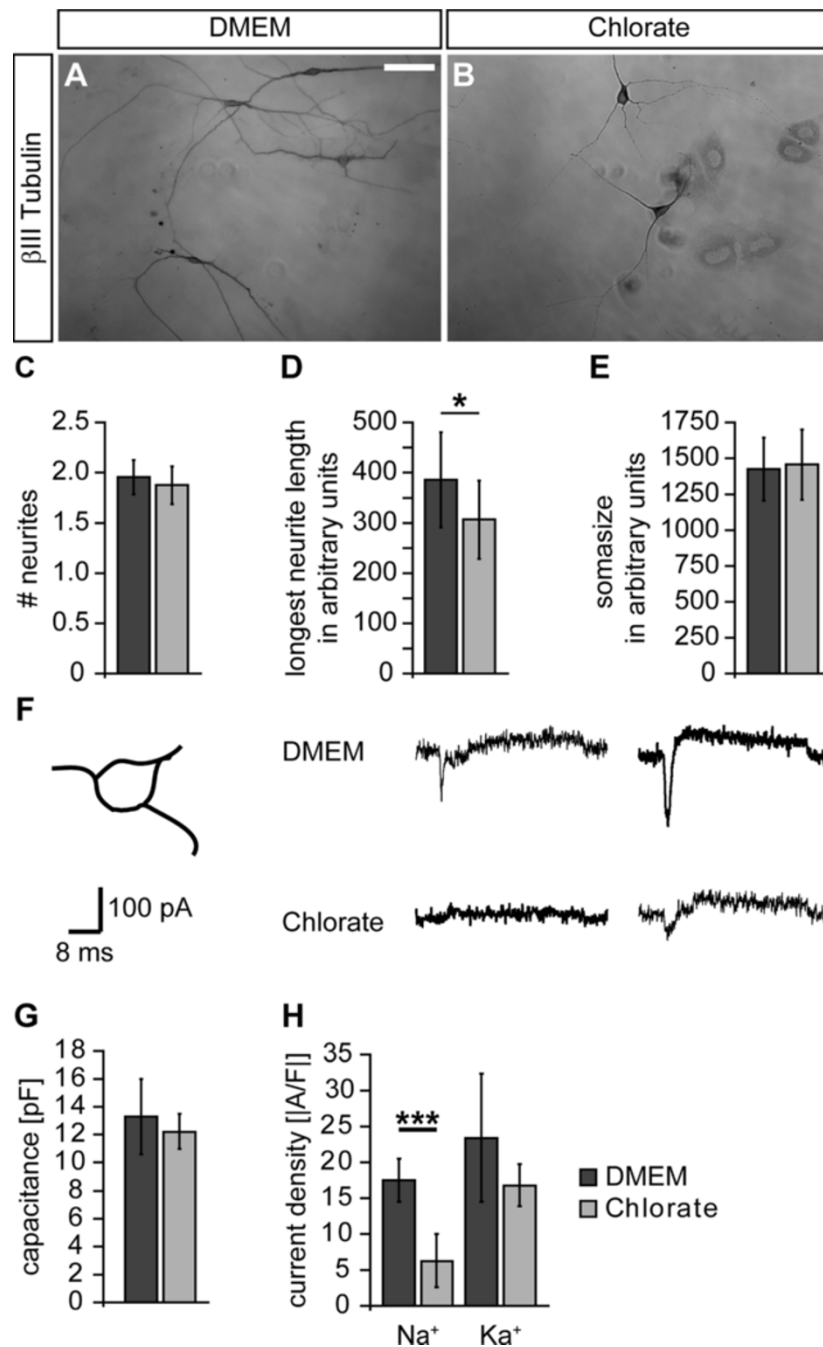 DMEM
Chlorate
βIII Tubulin
A
B
C
D
E
# neurites
2.5
2.0
1.5
1.0
0.5
0
longest neurite length
in arbitrary units
500
400
300
200
100
0
*
somasize
in arbitrary units
1750
1500
1250
1000
750
500
250
0
F
DMEM
100 pA
8 ms
Chlorate
G
H
capacitance [pF]
18
16
14
12
10
8
6
4
2
0
current density [|A/F|]
35
30
25
20
15
10
5
0
***
Na⁺
Ka⁺
DMEM
Chlorate